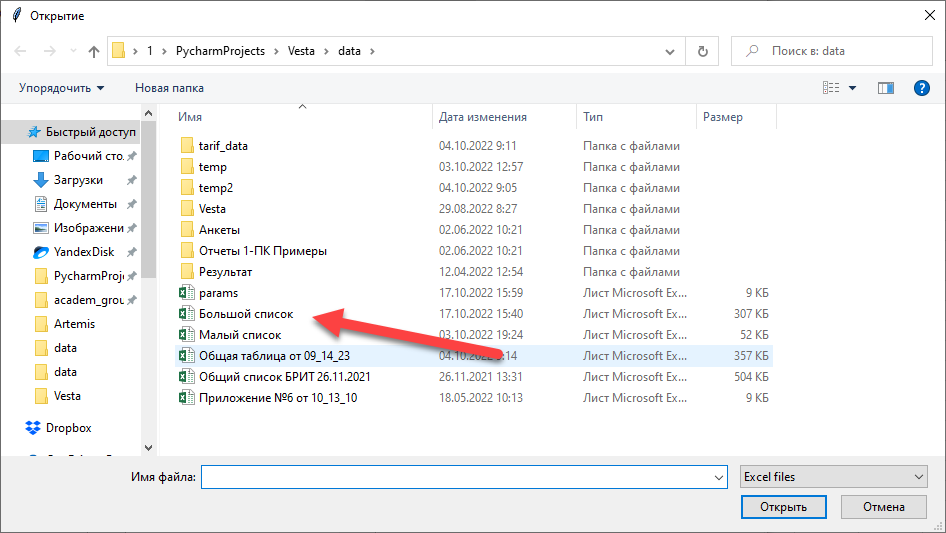 Открытие
1 > PycharmProjects > Vesta > data >
Поиск в: data
Упорядочить
Новая папка
Имя
Дата изменения
Тип
Размер
Быстрый доступ
Рабочий сто.
Загрузки
Документы
Изображени
YandexDisk
PycharmProj
academ_grou
Artemis
data
data
Vesta
Dropbox
tarif_data 04.10.2022 9:11 Папка с файлами
temp 03.10.2022 12:57 Папка с файлами
temp2 04.10.2022 9:05 Папка с файлами
Vesta 29.08.2022 8:27 Папка с файлами
Анкеты 02.06.2022 10:21 Папка с файлами
Отчеты 1-ПК Примеры 02.06.2022 10:21 Папка с файлами
Результат 12.04.2022 12:54 Папка с файлами
params 17.10.2022 15:59 Лист Microsoft Ex... 9 КБ
Большой список 17.10.2022 15:40 Лист Microsoft Ex... 307 КБ
Малый список 03.10.2022 19:24 Лист Microsoft Ex... 52 КБ
Общая таблица от 09_14_23 04.10.2022 :14 Лист Microsoft Ex... 357 КБ
Общий список БРИТ 26.11.2021 26.11.2021 13:31 Лист Microsoft Ex... 504 КБ
Приложение №6 от 10_13_10 18.05.2022 10:13 Лист Microsoft Ex... 9 КБ
Имя файла:
Excel files
Открыть
Отмена